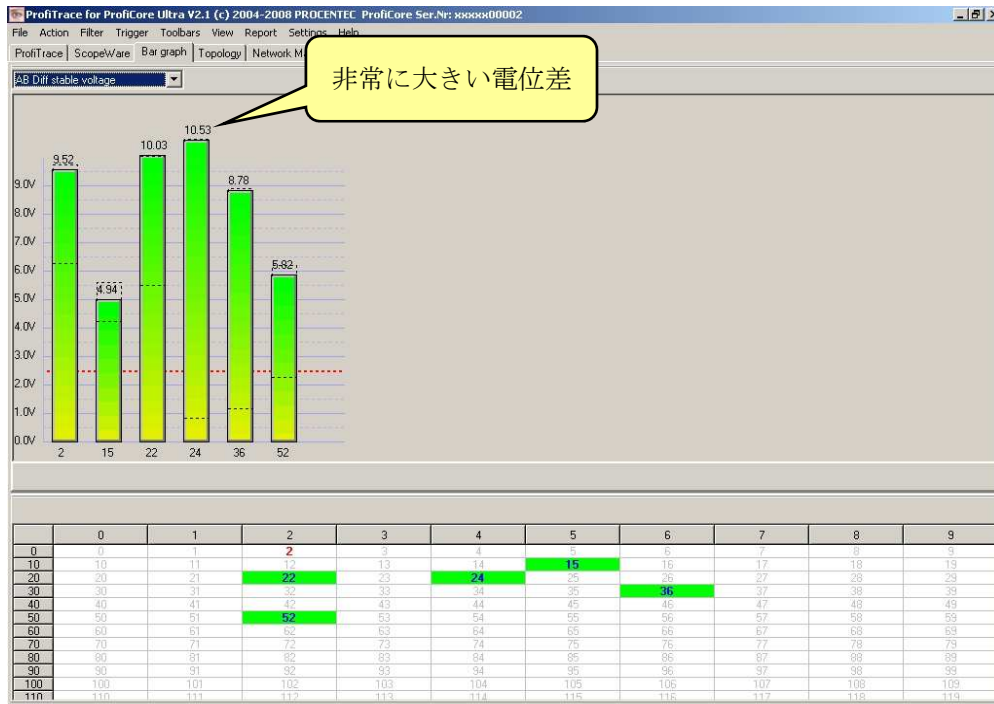 ProfiTrace for ProfiCore Ultra V2.1 (c) 2004-2008 PROCENTEC ProfiCore Ser.Nr: xxxxx00002
File Action Filter Trigger Toolbars View Report Settings Help
ProfiTrace ScopeWare Bar graph Topology Network M
AB Diff stable voltage
非常に大きい電位差
10.53
10.03
9.52
8.78
5.82
4.94
9.0V
8.0V
7.0V
6.0V
5.0V
4.0V
3.0V
2.0V
1.0V
0.0V
2 15 22 24 36 52
0 1 2 3 4 5 6 7 8 9
0 0 1 2 3 4 5 6 7 8 9
10 10 11 12 13 14 15 16 17 18 19
20 20 21 22 23 24 25 26 27 28 29
30 30 31 32 33 34 35 36 37 38 39
40 40 41 42 43 44 45 46 47 48 49
50 50 51 52 53 54 55 56 57 58 59
60 60 61 62 63 64 65 66 67 68 69
70 70 71 72 73 74 75 76 77 78 79
80 80 81 82 83 84 85 86 87 88 89
90 90 91 92 93 94 95 96 97 98 99
100 100 101 102 103 104 105 106 107 108 109
110 110 111 112 113 114 115 116 117 118 119